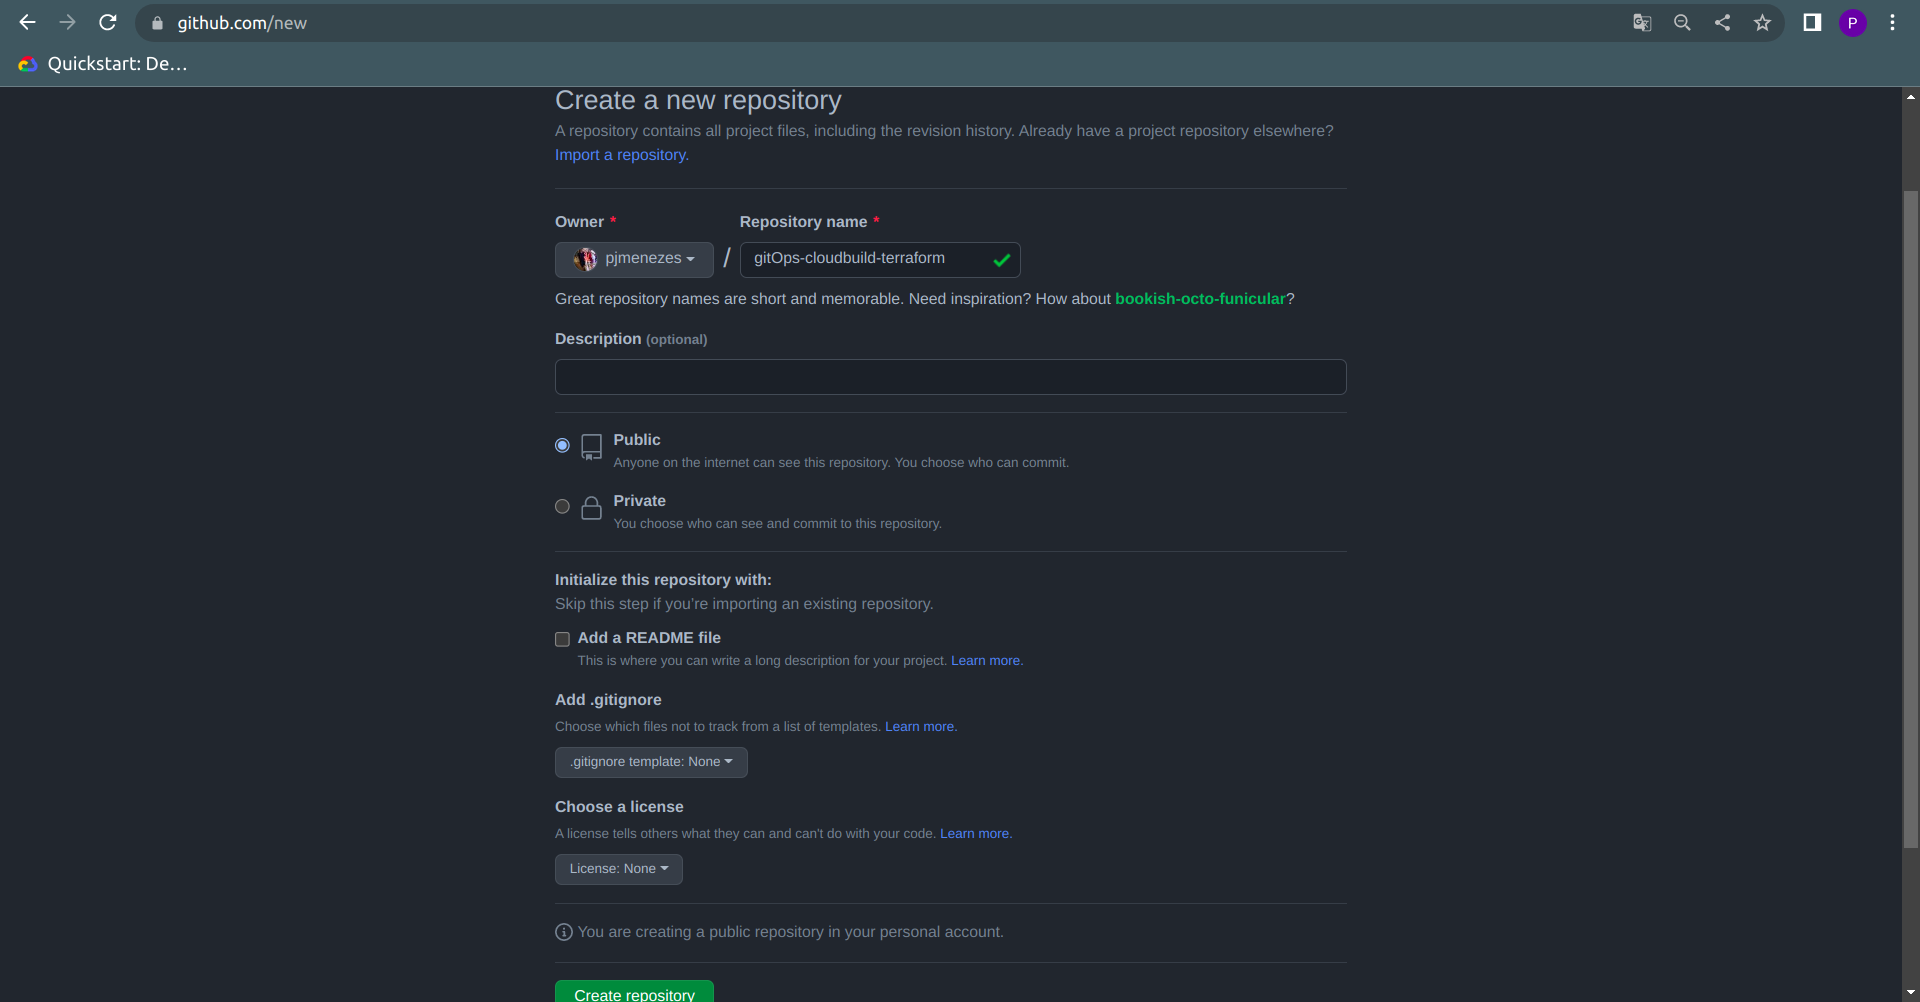 github.com/new
P
Quickstart: De...
Create a new repository
A repository contains all project files, including the revision history. Already have a project repository elsewhere?
Import a repository.
Owner * Repository name *
pjmenezes / gitOps-cloudbuild-terraform
Great repository names are short and memorable. Need inspiration? How about bookish-octo-funicular?
Description (optional)
Public
Anyone on the internet can see this repository. You choose who can commit.
Private
You choose who can see and commit to this repository.
Initialize this repository with:
Skip this step if you’re importing an existing repository.
Add a README file
This is where you can write a long description for your project. Learn more.
Add .gitignore
Choose which files not to track from a list of templates. Learn more.
.gitignore template: None
Choose a license
A license tells others what they can and can't do with your code. Learn more.
License: None
You are creating a public repository in your personal account.
Create repository